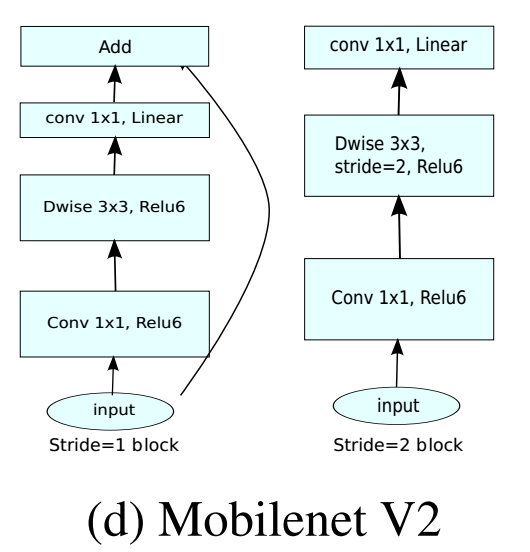 Add
conv 1x1, Linear
Dwise 3x3, Relu6
Conv 1x1, Relu6
input
Stride=1 block
conv 1x1, Linear
Dwise 3x3,
stride=2, Relu6
Conv 1x1, Relu6
input
Stride=2 block
(d) Mobilenet V2